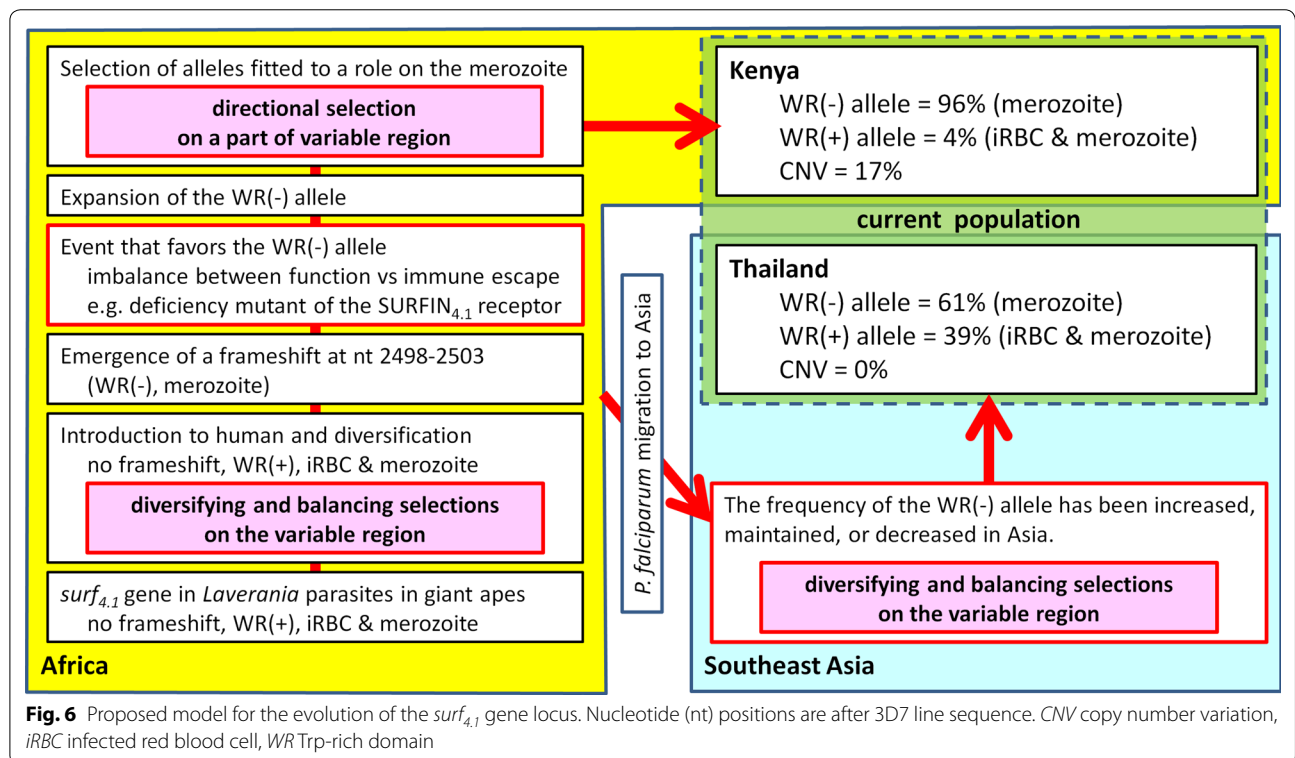 Selection of alleles fitted to a role on the merozoite
directional selection
on a part of variable region
Expansion of the WR(-) allele
Event that favors the WR(-) allele
imbalance between function vs immune escape
e.g. deficiency mutant of the SURFIN4.1 receptor
Emergence of a frameshift at nt 2498-2503
(WR(-), merozoite)
Introduction to human and diversification
no frameshift, WR(+), iRBC & merozoite
diversifying and balancing selections
on the variable region
surf4.1 gene in Laverania parasites in giant apes
no frameshift, WR(+), iRBC & merozoite
Africa
P. falciparum migration to Asia
Kenya
WR(-) allele = 96% (merozoite)
WR(+) allele = 4% (iRBC & merozoite)
CNV = 17%
current population
Thailand
WR(-) allele = 61% (merozoite)
WR(+) allele = 39% (iRBC & merozoite)
CNV = 0%
The frequency of the WR(-) allele has been increased,
maintained, or decreased in Asia.
diversifying and balancing selections
on the variable region
Southeast Asia
Fig. 6 Proposed model for the evolution of the surf4.1 gene locus. Nucleotide (nt) positions are after 3D7 line sequence. CNV copy number variation,
iRBC infected red blood cell, WR Trp-rich domain